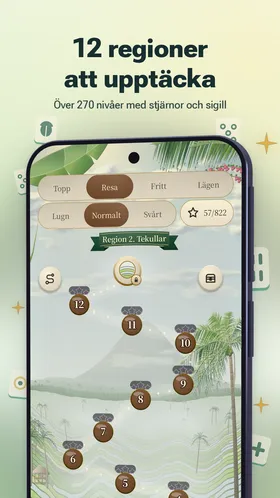 12 regioner
att upptäcka
Över 270 nivåer med stjärnor och sigill
Topp Resa Fritt Lägen
Lugn Normalt Svårt 57/822
Region 2. Tekullar
12
11
10
9
8
7
6
5